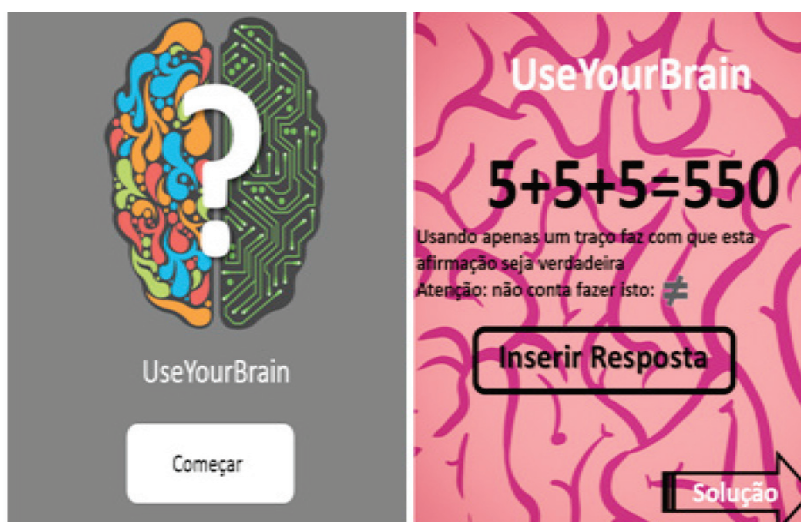 ?
UseYourBrain
Começar
UseYourBrain
5+5+5=550
Usando apenas um traço faz com que esta
afirmação seja verdadeira
Atenção: não conta fazer isto: ≠
Inserir Resposta
Solução